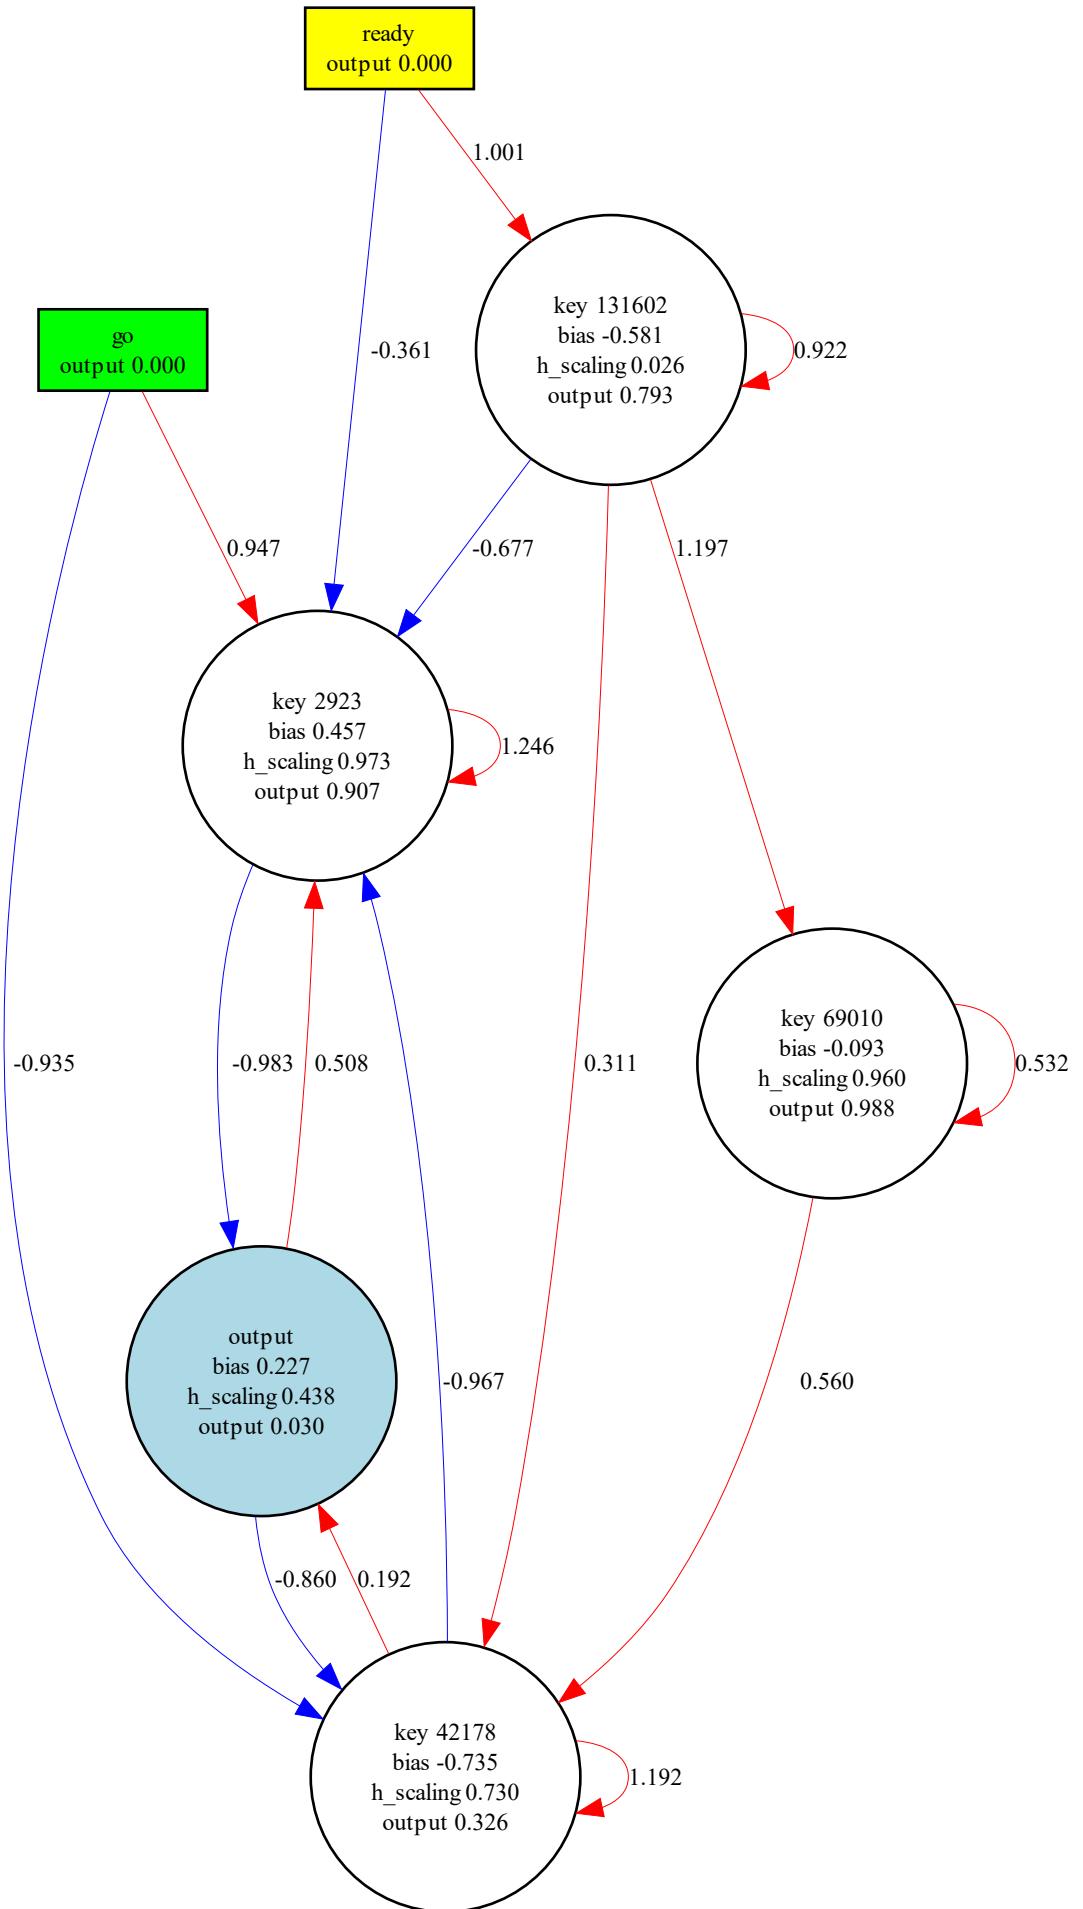 ready
output 0.000
1.001
key 131602
bias -0.581
h_scaling 0.026
output 0.793
0.922
go
output 0.000
-0.361
0.947
-0.677
1.197
key 2923
bias 0.457
h_scaling 0.973
output 0.907
1.246
key 69010
bias -0.093
h_scaling 0.960
output 0.988
0.532
-0.935
-0.983
0.508
0.311
output
bias 0.227
h_scaling 0.438
output 0.030
-0.967
0.560
-0.860
0.192
key 42178
bias -0.735
h_scaling 0.730
output 0.326
1.192